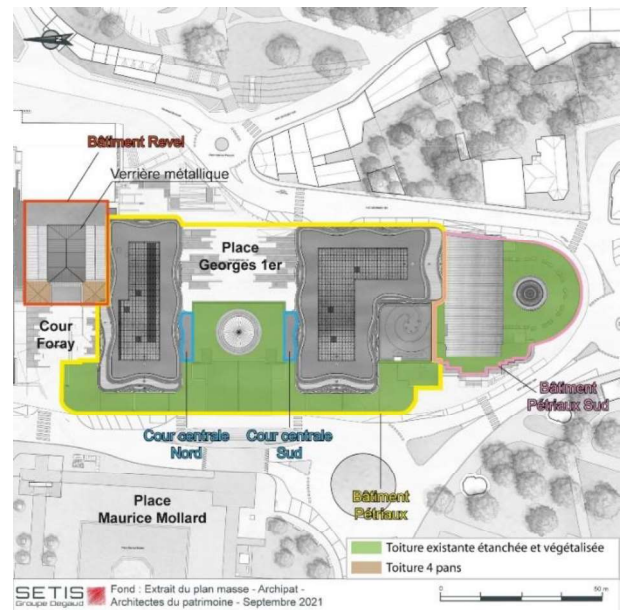 Bâtiment Revel
Verrière métallique
Place
Georges 1er
Cour
Foray
Cour centrale
Nord
Cour centrale
Sud
Bâtiment
Pétriaux Sud
Bâtiment
Pétriaux
Place
Maurice Mollard
Toiture existante étanchée et végétalisée
Toiture 4 pans
SETIS
Groupe Degaud
Fond : Extrait du plan masse - Archipat -
Architectes du patrimoine - Septembre 2021
0
50 m